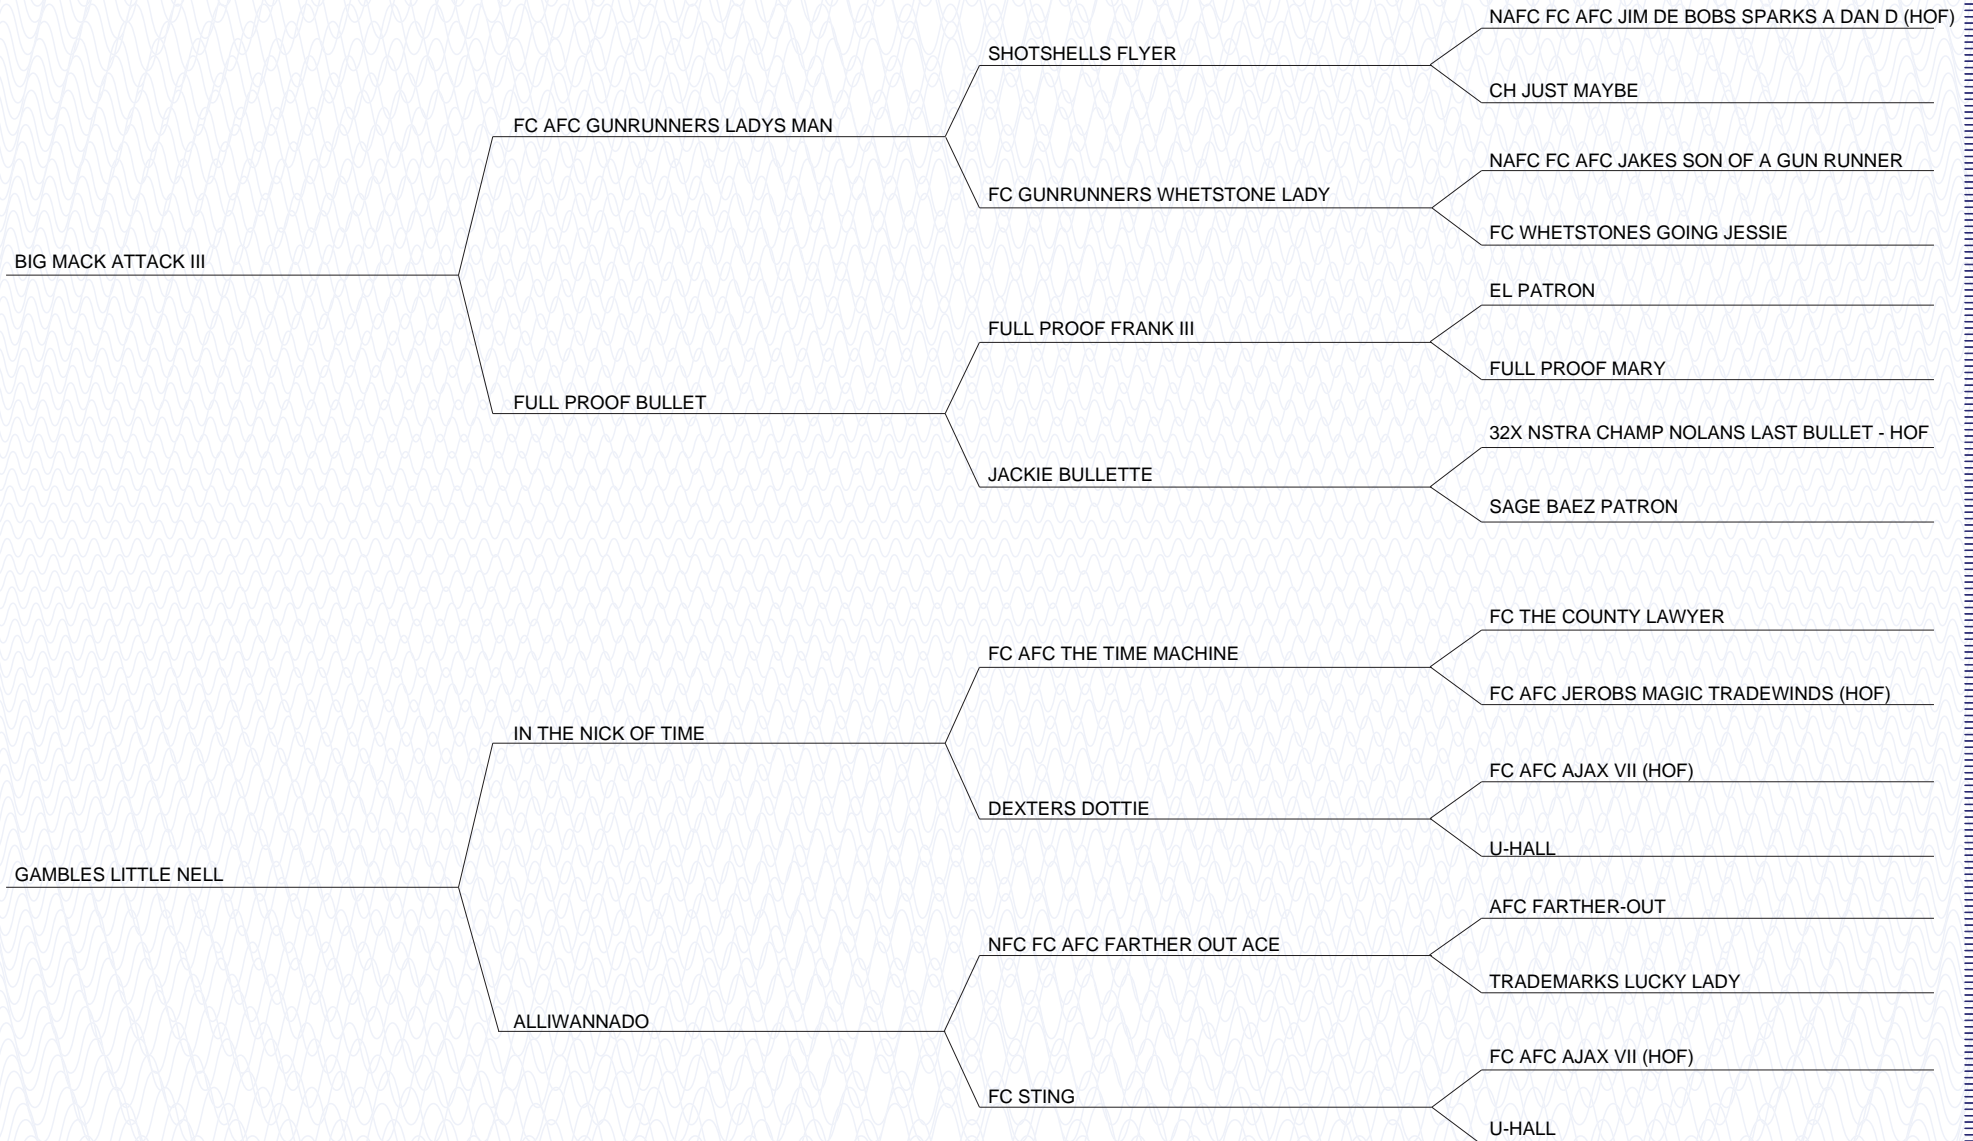 NAFC FC AFC JIM DE BOBS SPARKS A DAN D (HOF)
SHOTSHELLS FLYER
CH JUST MAYBE
FC AFC GUNRUNNERS LADYS MAN
NAFC FC AFC JAKES SON OF A GUN RUNNER
FC GUNRUNNERS WHETSTONE LADY
FC WHETSTONES GOING JESSIE
BIG MACK ATTACK III
EL PATRON
FULL PROOF FRANK III
FULL PROOF MARY
FULL PROOF BULLET
32X NSTRA CHAMP NOLANS LAST BULLET - HOF
JACKIE BULLETTE
SAGE BAEZ PATRON
FC THE COUNTY LAWYER
FC AFC THE TIME MACHINE
FC AFC JEROBS MAGIC TRADEWINDS (HOF)
IN THE NICK OF TIME
FC AFC AJAX VII (HOF)
DEXTERS DOTTIE
U-HALL
GAMBLES LITTLE NELL
AFC FARTHER-OUT
NFC FC AFC FARTHER OUT ACE
TRADEMARKS LUCKY LADY
ALLIWANNADO
FC AFC AJAX VII (HOF)
FC STING
U-HALL